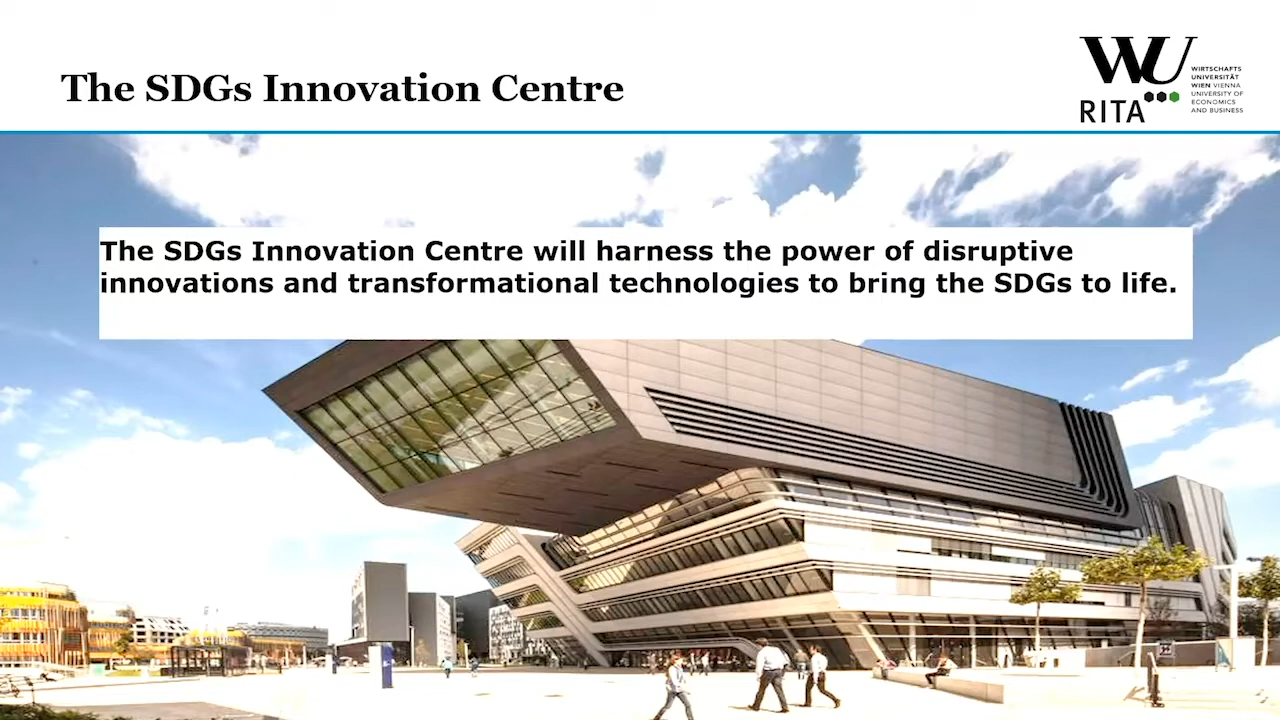 The SDGs Innovation Centre
WU
WIRTSCHAFTS
UNIVERSITÄT
WIEN VIENNA
UNIVERSITY OF
ECONOMICS
AND BUSINESS
RITA
The SDGs Innovation Centre will harness the power of disruptive
innovations and transformational technologies to bring the SDGs to life.